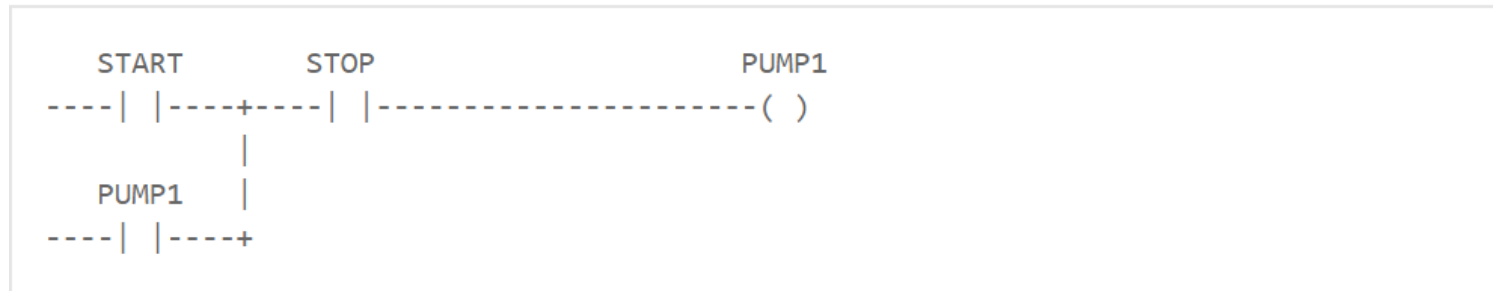 START STOP PUMP1
----| |----+----| |-----------------------( )
|
PUMP1 |
----| |----+